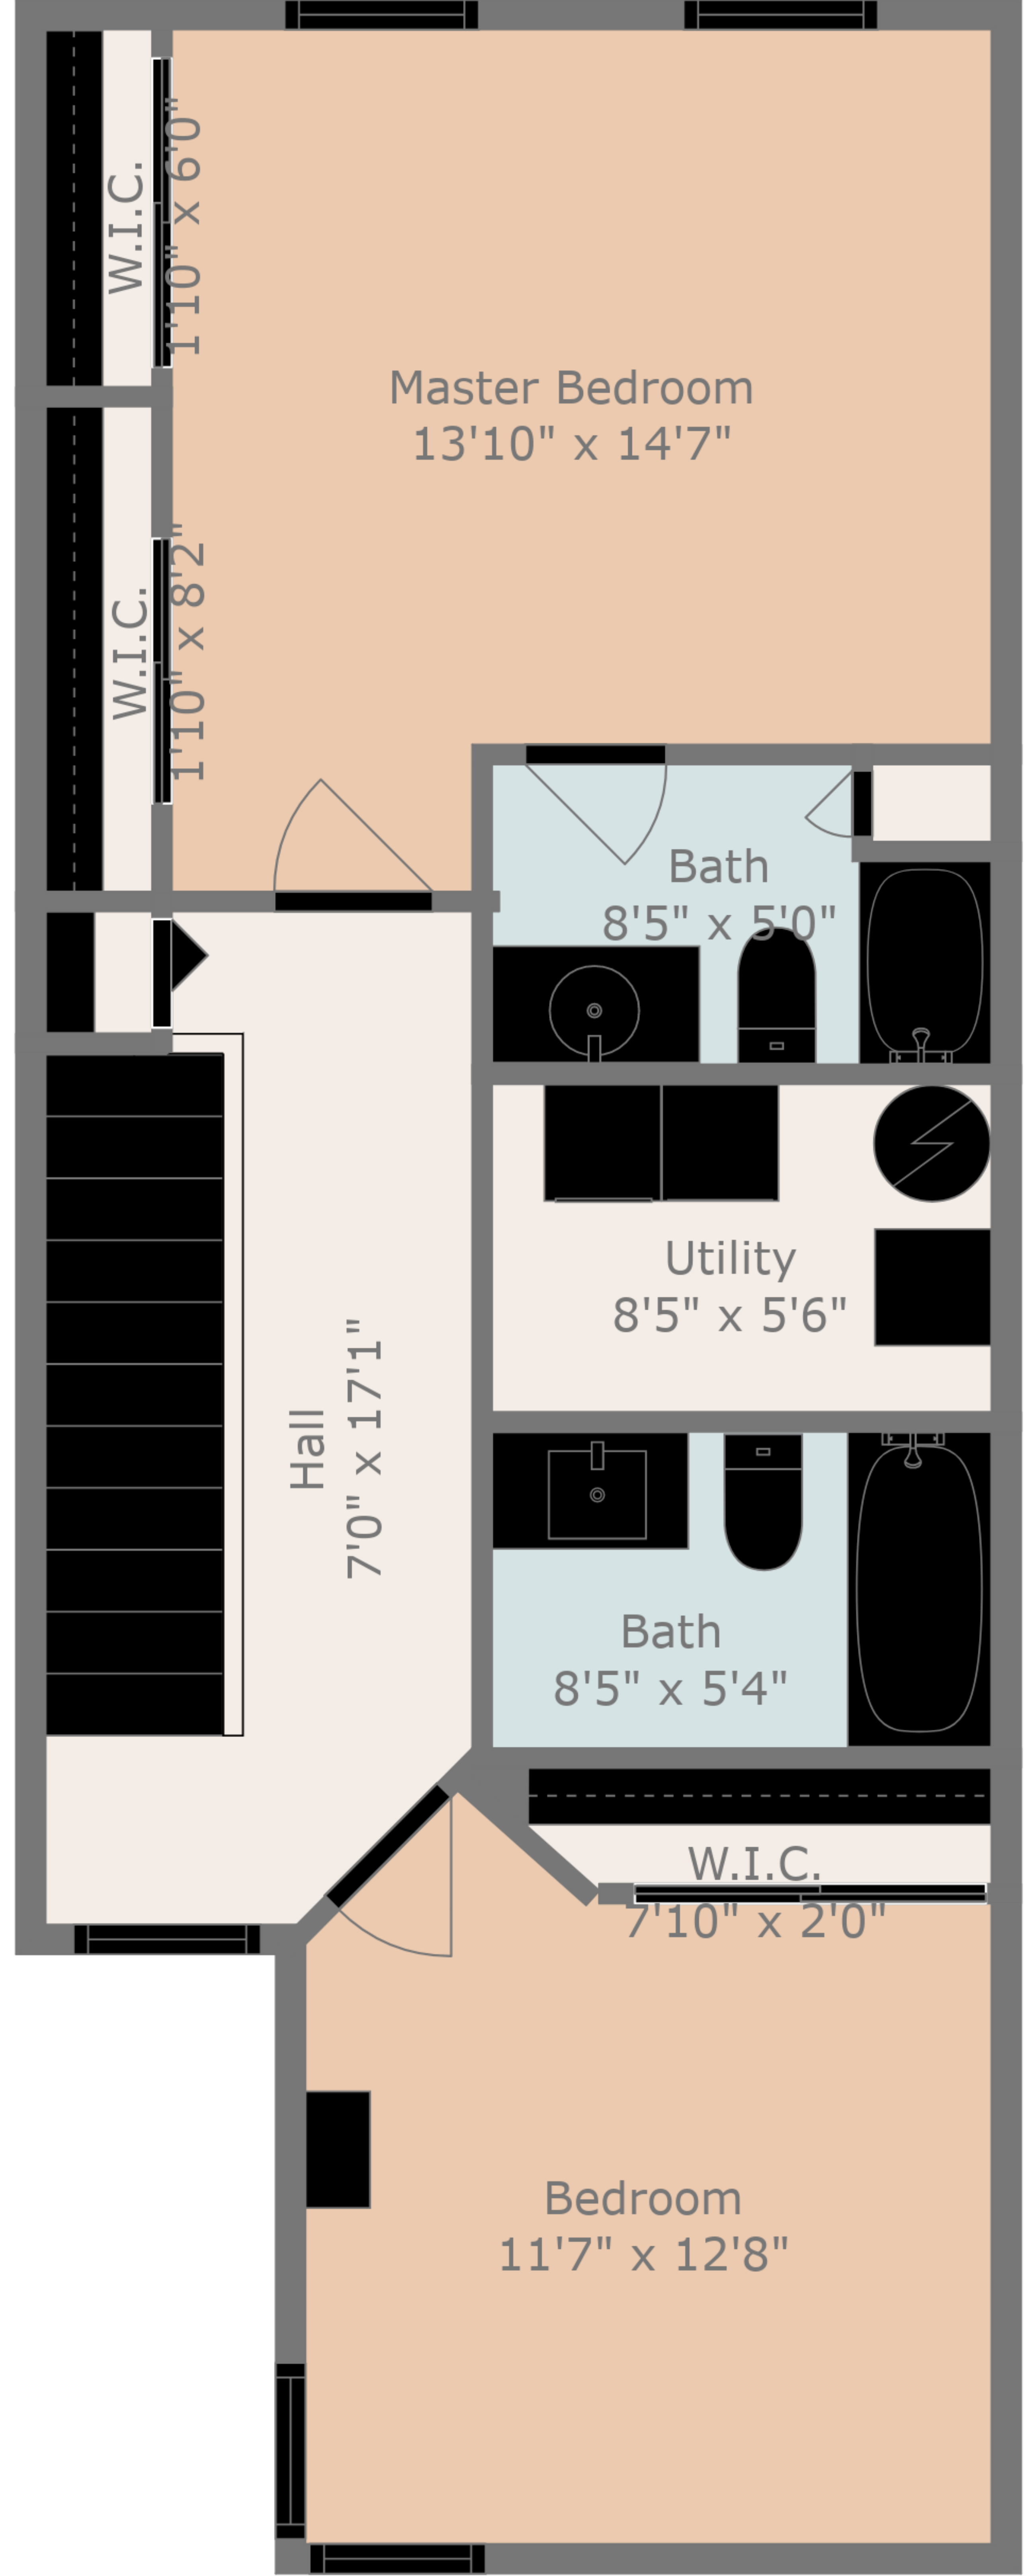 W.I.C.
1'10" x 6'0"
Master Bedroom
13'10" x 14'7"
W.I.C.
1'10" x 8'2"
Bath
8'5" x 5'0"
Utility
8'5" x 5'6"
Hall
7'0" x 17'1"
Bath
8'5" x 5'4"
W.I.C.
7'10" x 2'0"
Bedroom
11'7" x 12'8"